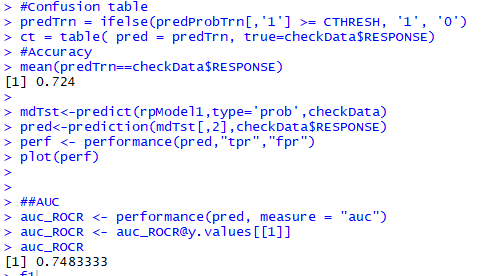 > #Confusion table
> predTrn = ifelse(predProbTrn[,'1'] >= CTHRESH, '1', '0')
> ct = table( pred = predTrn, true=checkData$RESPONSE)
> #Accuracy
> mean(predTrn==checkData$RESPONSE)
[1] 0.724
>
> mdTst<-predict(rpModel1,type='prob',checkData)
> pred<-prediction(mdTst[,2],checkData$RESPONSE)
> perf <- performance(pred,"tpr","fpr")
> plot(perf)
>
>
> ##AUC
> auc_ROCR <- performance(pred, measure = "auc")
> auc_ROCR <- auc_ROCR@y.values[[1]]
> auc_ROCR
[1] 0.7483333